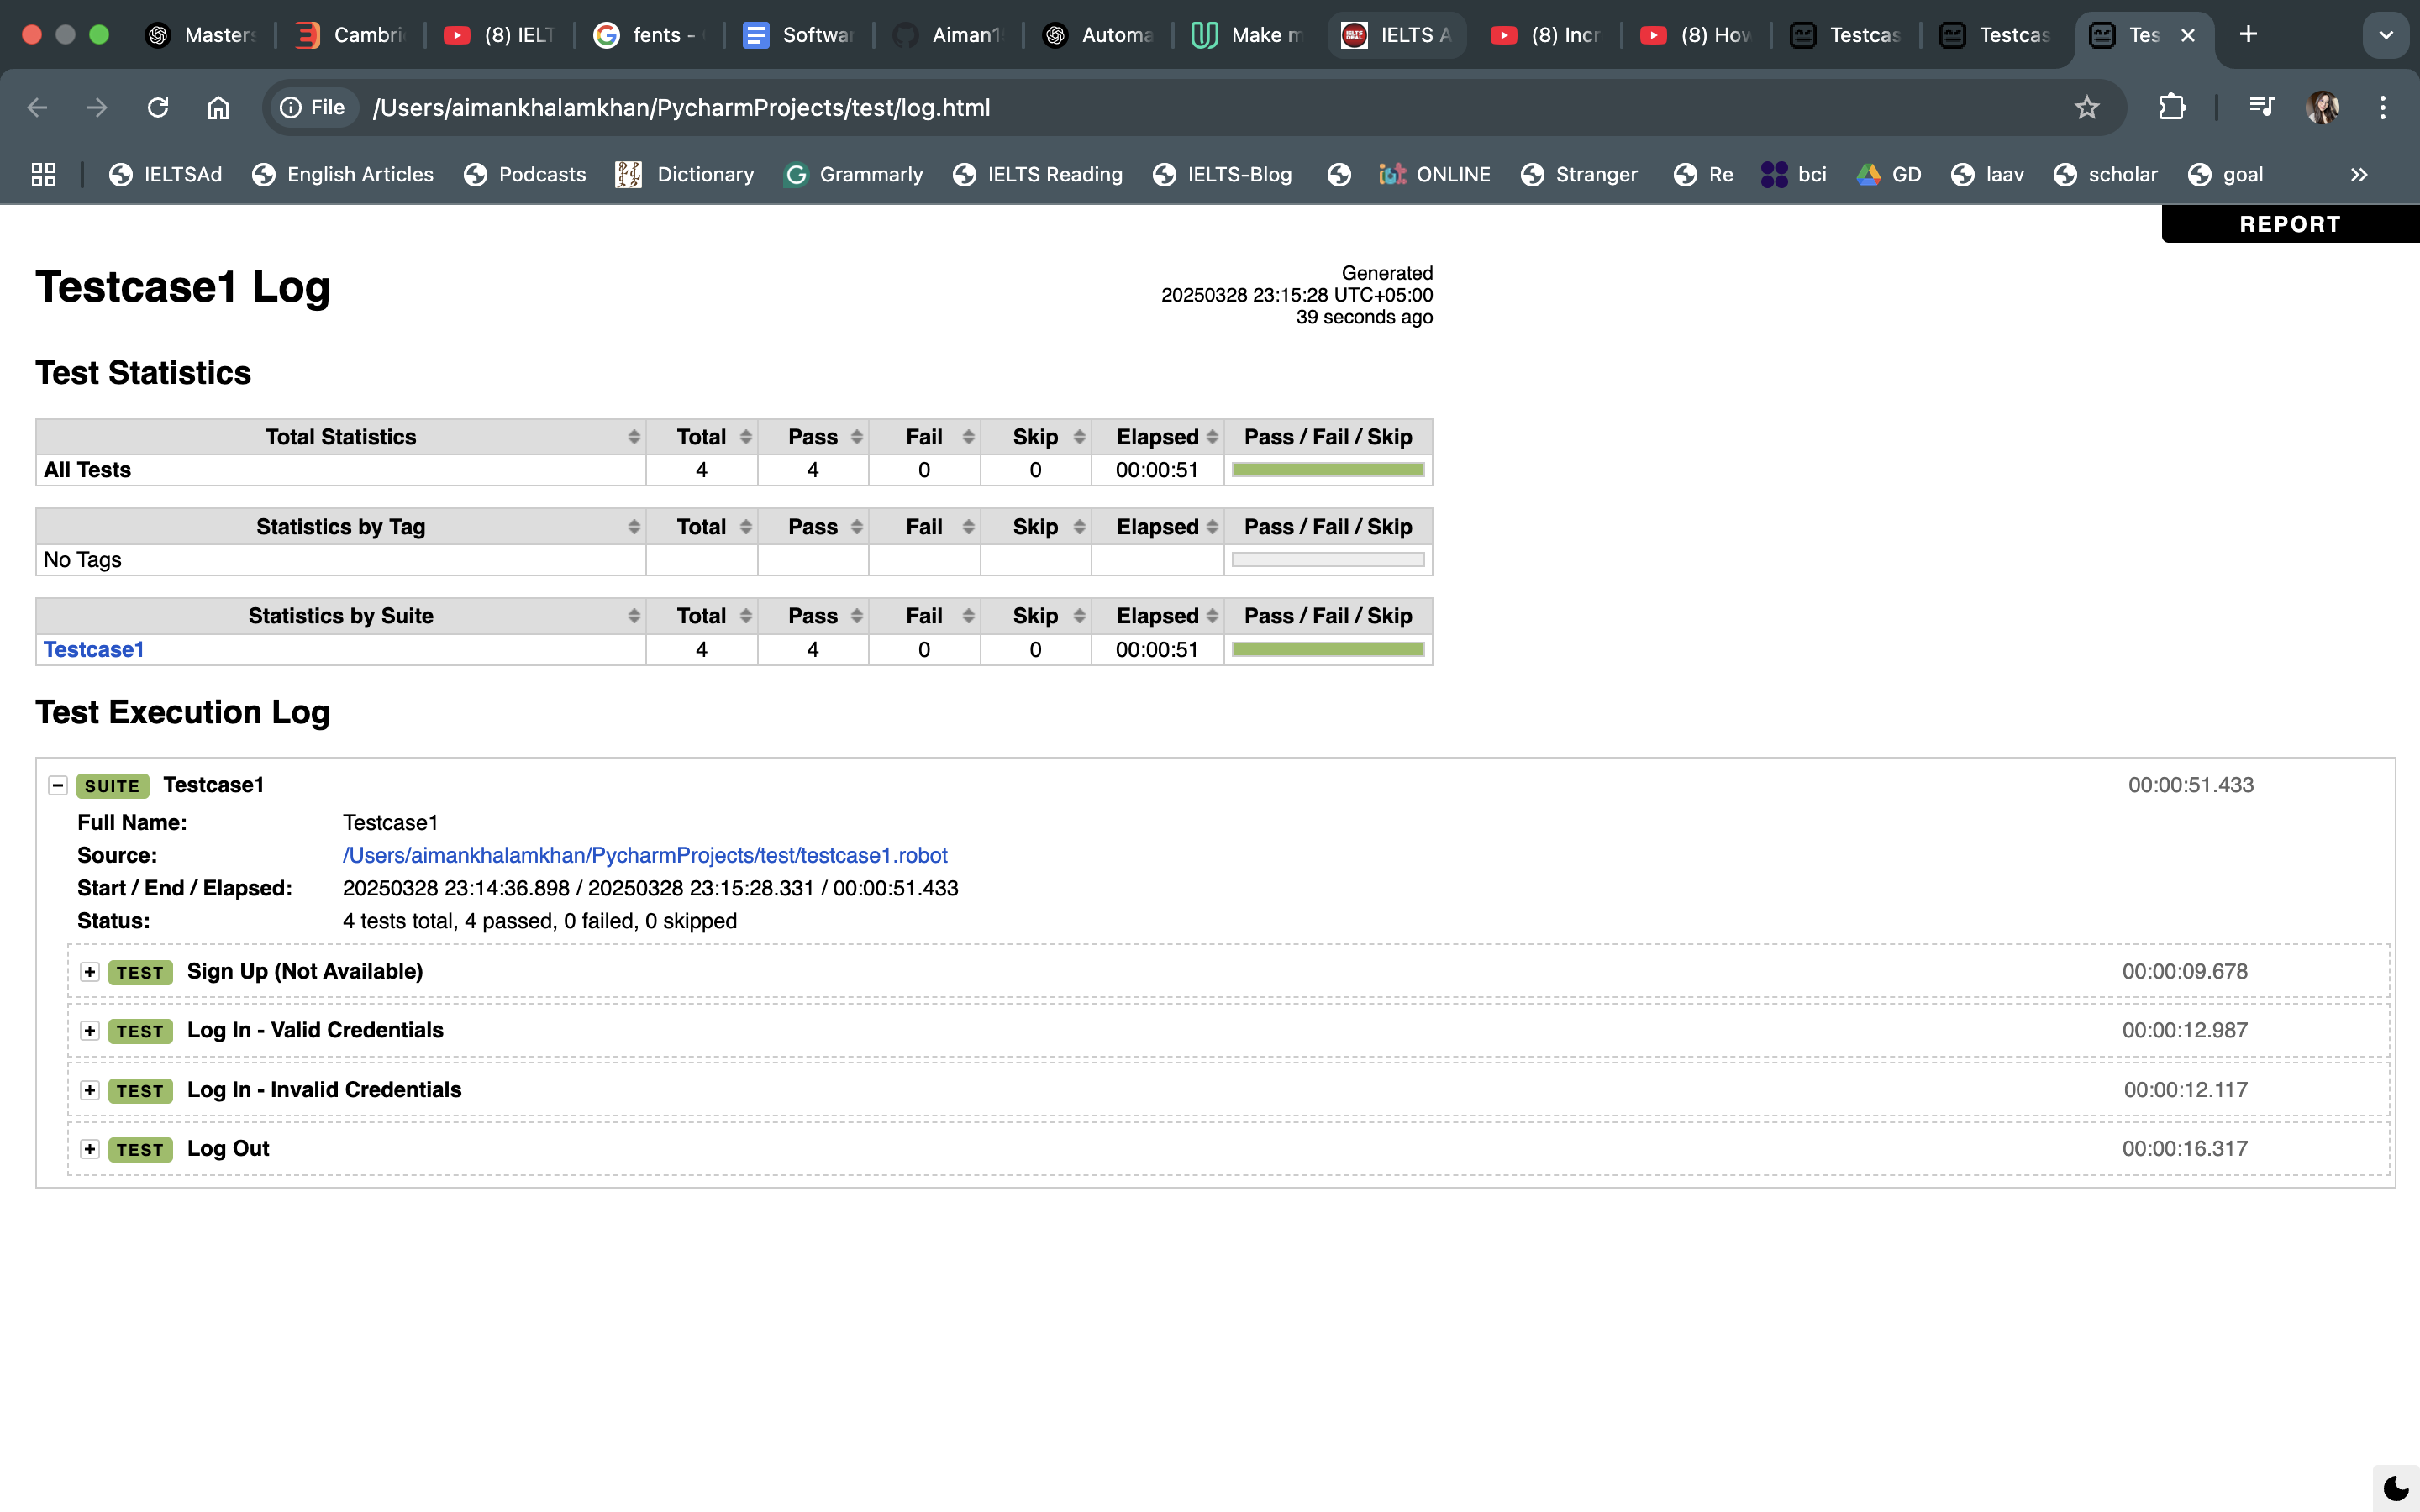 Masters Cambri (8) IELT fents - Softwar Aiman1 Automa Make m IELTS A (8) Incr (8) How Testcas Testcas Tes
File /Users/aimankhalamkhan/PycharmProjects/test/log.html
IELTSAd English Articles Podcasts Dictionary Grammarly IELTS Reading IELTS-Blog ONLINE Stranger Re bci GD laav scholar goal
REPORT
Testcase1 Log
Generated
20250328 23:15:28 UTC+05:00
39 seconds ago
Test Statistics
Total Statistics Total Pass Fail Skip Elapsed Pass / Fail / Skip
All Tests 4 4 0 0 00:00:51
Statistics by Tag Total Pass Fail Skip Elapsed Pass / Fail / Skip
No Tags
Statistics by Suite Total Pass Fail Skip Elapsed Pass / Fail / Skip
Testcase1 4 4 0 0 00:00:51
Test Execution Log
SUITE Testcase1 00:00:51.433
Full Name: Testcase1
Source: /Users/aimankhalamkhan/PycharmProjects/test/testcase1.robot
Start / End / Elapsed: 20250328 23:14:36.898 / 20250328 23:15:28.331 / 00:00:51.433
Status: 4 tests total, 4 passed, 0 failed, 0 skipped
TEST Sign Up (Not Available) 00:00:09.678
TEST Log In - Valid Credentials 00:00:12.987
TEST Log In - Invalid Credentials 00:00:12.117
TEST Log Out 00:00:16.317